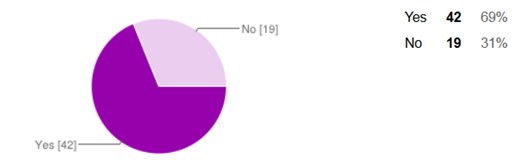 No [19]
Yes [42]
Yes 42 69%
No 19 31%